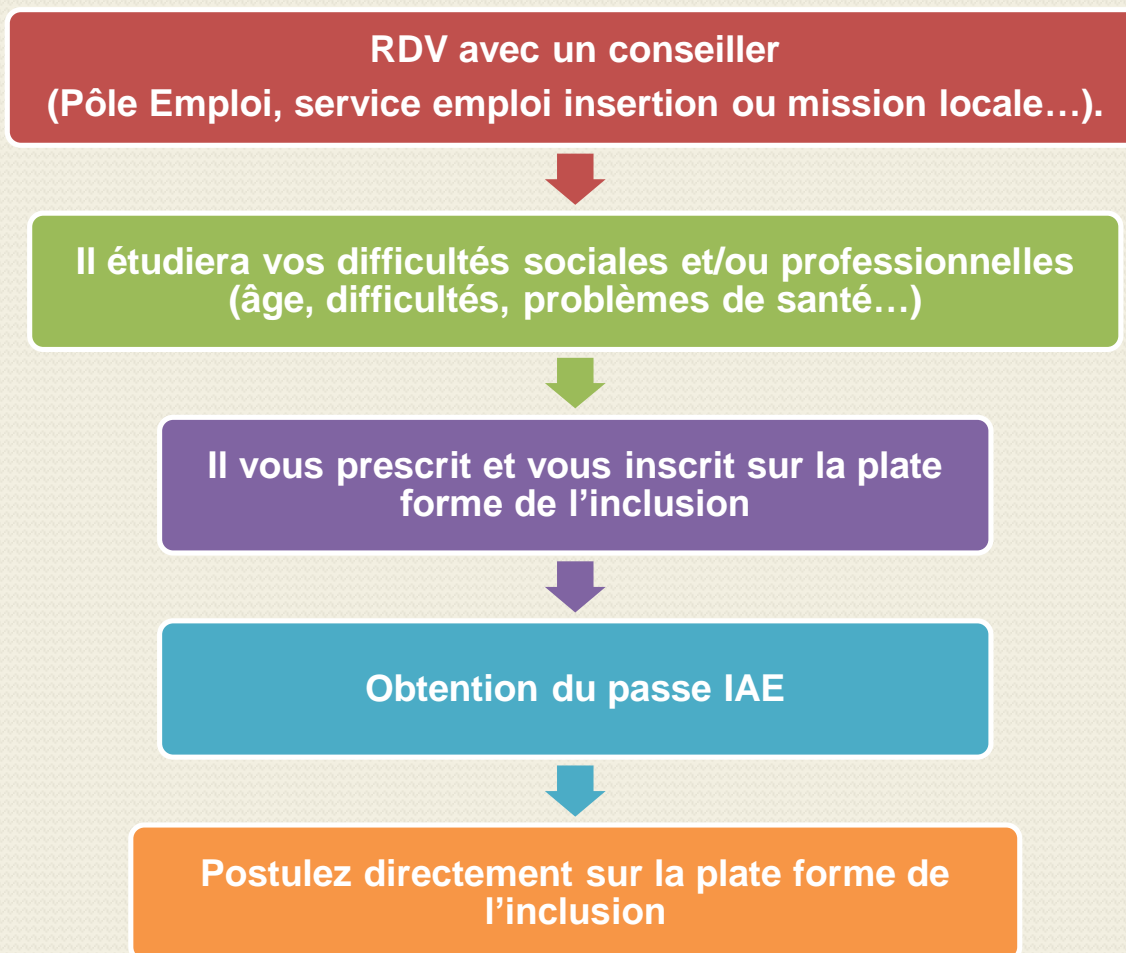 RDV avec un conseiller
(Pôle Emploi, service emploi insertion ou mission locale…).
Il étudiera vos difficultés sociales et/ou professionnelles
(âge, difficultés, problèmes de santé…)
Il vous prescrit et vous inscrit sur la plate
forme de l’inclusion
Obtention du passe IAE
Postulez directement sur la plate forme de
l’inclusion